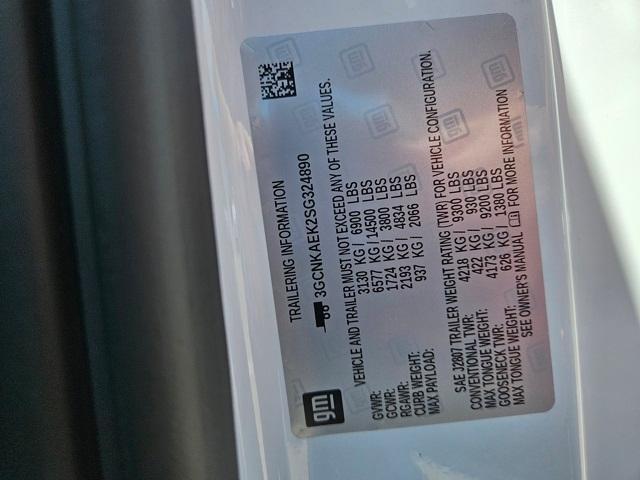 gm
TRAILERING INFORMATION
3GCNKAEK2SG324890
VEHICLE AND TRAILER MUST NOT EXCEED ANY OF THESE VALUES.
GVWR: 3130 KG/ 6900 LBS
GCWR: 6577 KG/14500 LBS
RGAWR: 1724 KG/ 3800 LBS
CURB WEIGHT: 2193 KG/ 4834 LBS
MAX PAYLOAD: 937 KG/ 2066 LBS
SAE J2807 TRAILER WEIGHT RATING (TWR) FOR VEHICLE CONFIGURATION.
CONVENTIONAL TWR: 4218 KG/ 9300 LBS
MAX TONGUE WEIGHT: 422 KG/ 930 LBS
GOOSENECK TWR: 4173 KG/ 9200 LBS
MAX TONGUE WEIGHT: 626 KG/ 1380 LBS
SEE OWNER'S MANUAL FOR MORE INFORMATION